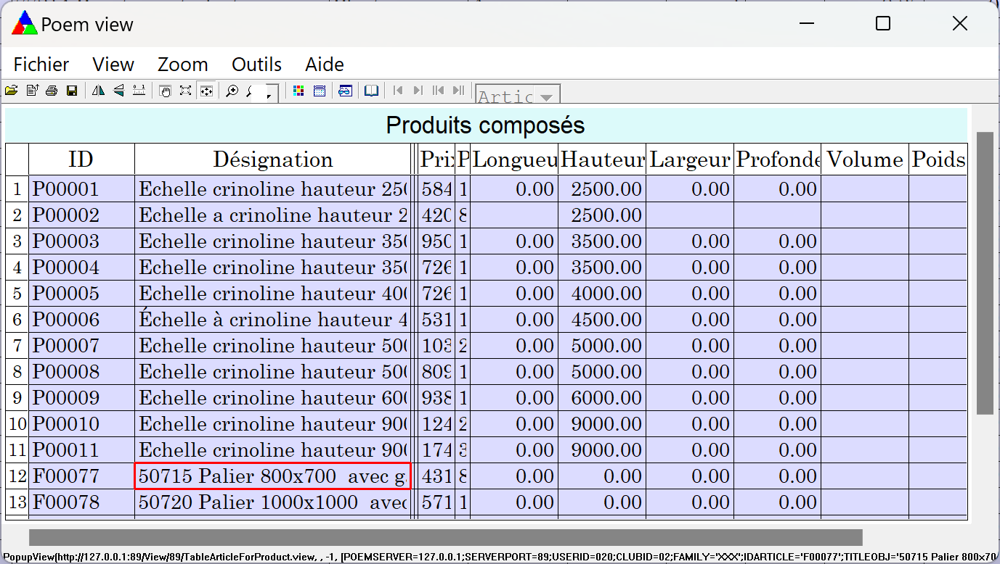 Poem view
Fichier View Zoom Outils Aide
Artic
Produits composés
ID Désignation Prix P Longueu Hauteur Largeur Profonde Volume Poids
1 P00001 Echelle crinoline hauteur 250 584 1 0.00 2500.00 0.00 0.00
2 P00002 Echelle a crinoline hauteur 2 420 8 2500.00
3 P00003 Echelle crinoline hauteur 350 950 1 0.00 3500.00 0.00 0.00
4 P00004 Echelle crinoline hauteur 350 726 1 0.00 3500.00 0.00 0.00
5 P00005 Echelle crinoline hauteur 400 726 1 0.00 4000.00 0.00 0.00
6 P00006 Échelle à crinoline hauteur 4 531 1 0.00 4500.00 0.00 0.00
7 P00007 Echelle crinoline hauteur 500 103 2 0.00 5000.00 0.00 0.00
8 P00008 Echelle crinoline hauteur 500 809 1 0.00 5000.00 0.00 0.00
9 P00009 Echelle crinoline hauteur 600 938 1 0.00 6000.00 0.00 0.00
10 P00010 Echelle crinoline hauteur 900 124 2 0.00 9000.00 0.00 0.00
11 P00011 Echelle crinoline hauteur 900 174 3 0.00 9000.00 0.00 0.00
12 F00077 50715 Palier 800x700 avec g 431 8 0.00 0.00 0.00 0.00
13 F00078 50720 Palier 1000x1000 avec 571 1 0.00 0.00 0.00 0.00
PopupView(http://127.0.0.1:89/View/89/TableArticleForProduct.view, , -1, [POEMSERVER=127.0.0.1;SERVERPORT=89;USERID=020;CLUBID=02;FAMILY='XXX';IDARTICLE='F00077';TITLEOBJ='50715 Palier 800x70